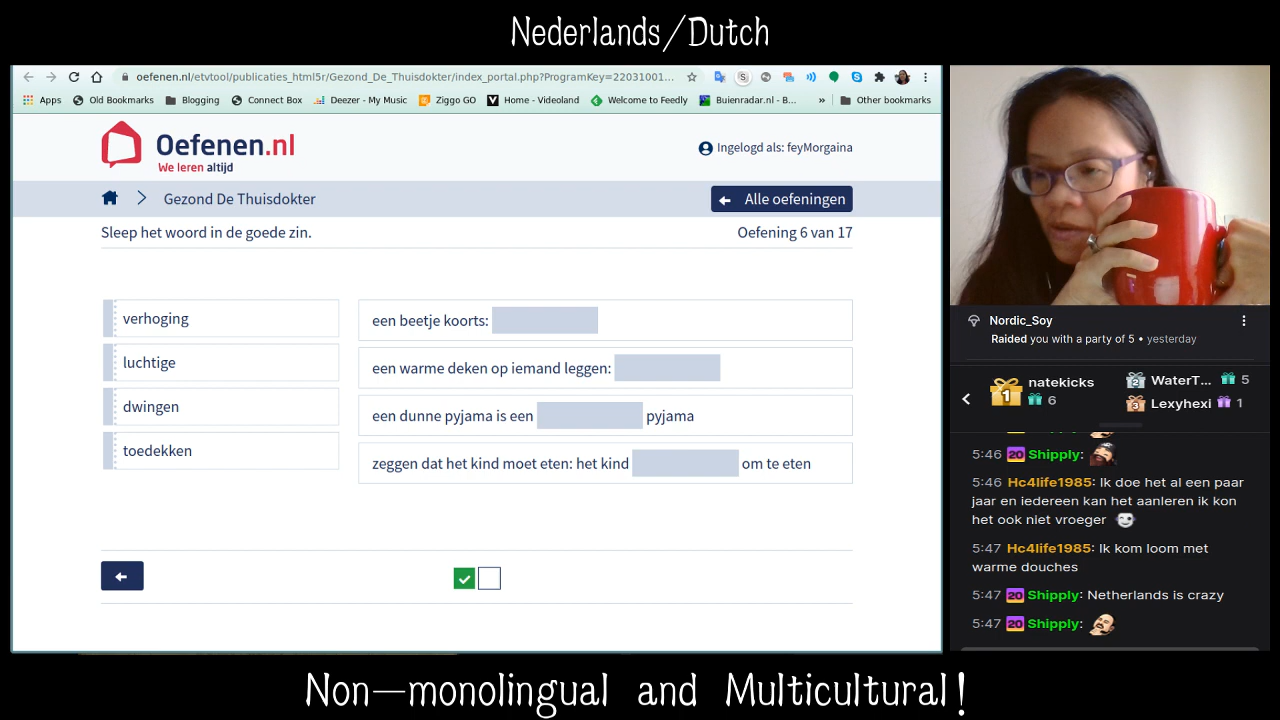 Nederlands/Dutch
oefenen.nl/etvtool/publicaties_html5r/Gezond_De_Thuisdokter/index_portal.php?ProgramKey=22031001...
Apps Old Bookmarks Blogging Connect Box Deezer - My Music Ziggo GO Home - Videoland Welcome to Feedly Buienradar.nl - B... » Other bookmarks
Oefenen.nl
We leren altijd
Ingelogd als: feyMorgaina
Gezond De Thuisdokter
Alle oefeningen
Sleep het woord in de goede zin.
Oefening 6 van 17
verhoging
luchtige
dwingen
toedekken
een beetje koorts:
een warme deken op iemand leggen:
een dunne pyjama is een pyjama
zeggen dat het kind moet eten: het kind om te eten
Nordic_Soy
Raided you with a party of 5 • yesterday
1 natekicks
6
2 WaterT... 5
3 Lexyhexi 1
5:46 20 Shipply:
5:46 Hc4life1985: Ik doe het al een paar
jaar en iedereen kan het aanleren ik kon
het ook niet vroeger
5:47 Hc4life1985: Ik kom loom met
warme douches
5:47 20 Shipply: Netherlands is crazy
5:47 20 Shipply:
Non-monolingual and Multicultural!